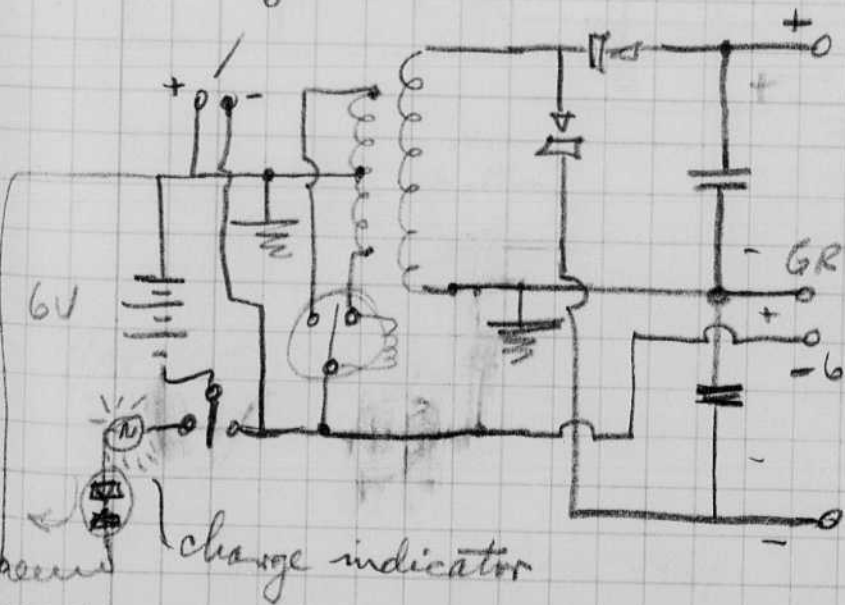 +
+ -
+
- GR
6V
+
-6
-
charge indicator
-